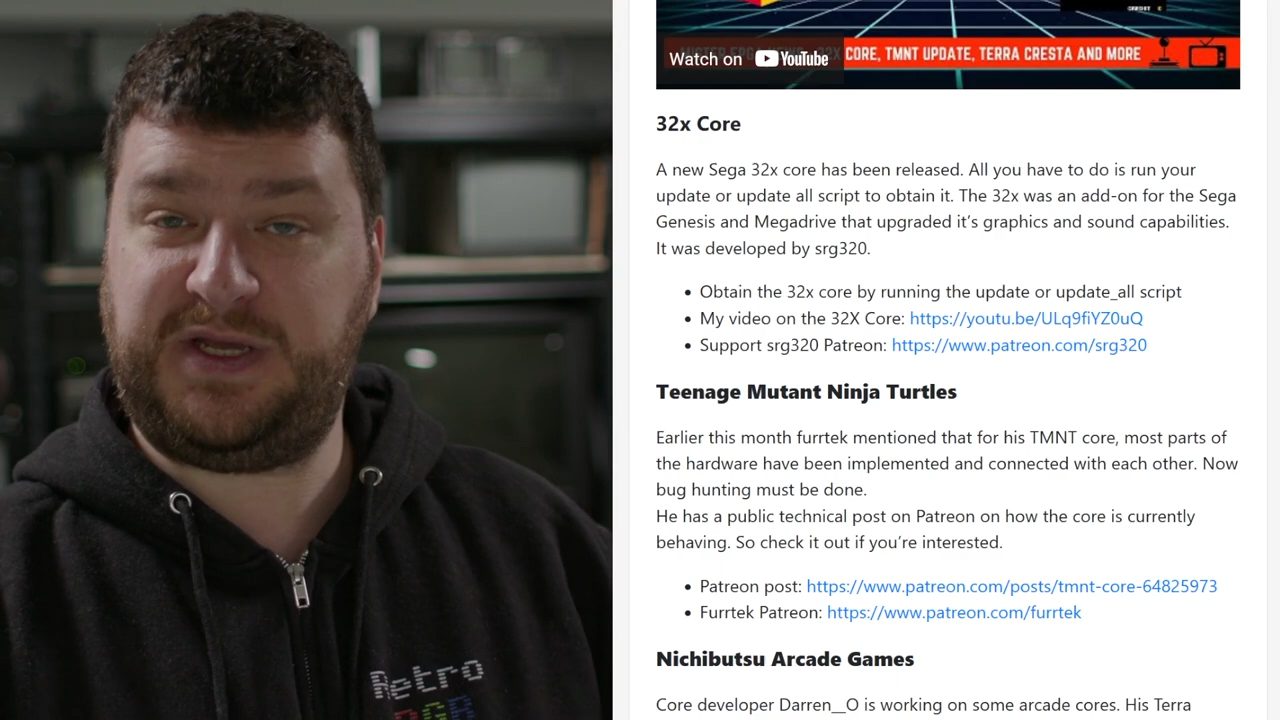 Retro
RGB
CREDIT
Watch on YouTube
CORE, TMNT UPDATE, TERRA CRESTA AND MORE
32x Core
A new Sega 32x core has been released. All you have to do is run your
update or update all script to obtain it. The 32x was an add-on for the Sega
Genesis and Megadrive that upgraded it’s graphics and sound capabilities.
It was developed by srg320.
• Obtain the 32x core by running the update or update_all script
• My video on the 32X Core: https://youtu.be/ULq9fiYZ0uQ
• Support srg320 Patreon: https://www.patreon.com/srg320
Teenage Mutant Ninja Turtles
Earlier this month furrtek mentioned that for his TMNT core, most parts of
the hardware have been implemented and connected with each other. Now
bug hunting must be done.
He has a public technical post on Patreon on how the core is currently
behaving. So check it out if you’re interested.
• Patreon post: https://www.patreon.com/posts/tmnt-core-64825973
• Furrtek Patreon: https://www.patreon.com/furrtek
Nichibutsu Arcade Games
Core developer Darren__O is working on some arcade cores. His Terra